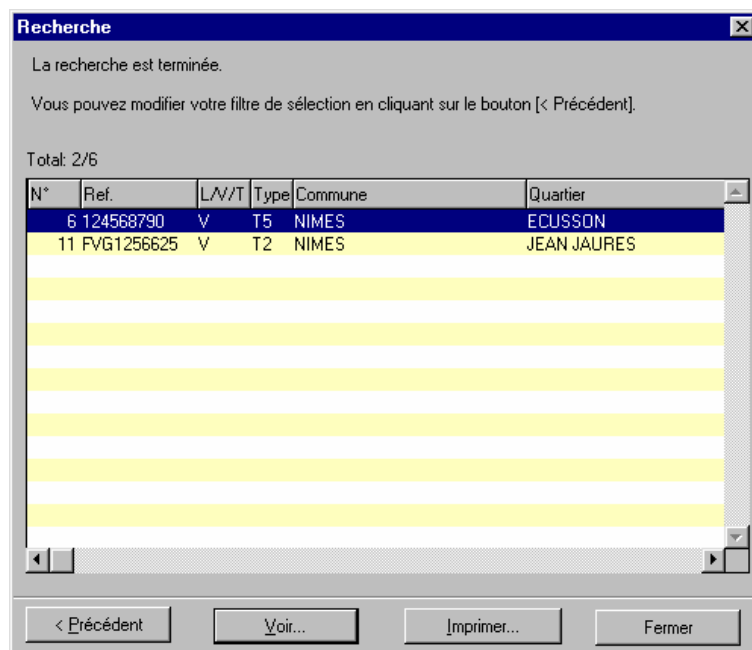 Recherche
La recherche est terminée.
Vous pouvez modifier votre filtre de sélection en cliquant sur le bouton [< Précédent].
Total: 2/6
N° Ref. L/V/T Type Commune Quartier
6 124568790 V T5 NIMES ECUSSON
11 FVG1256625 V T2 NIMES JEAN JAURES
< Précédent Voir... Imprimer... Fermer